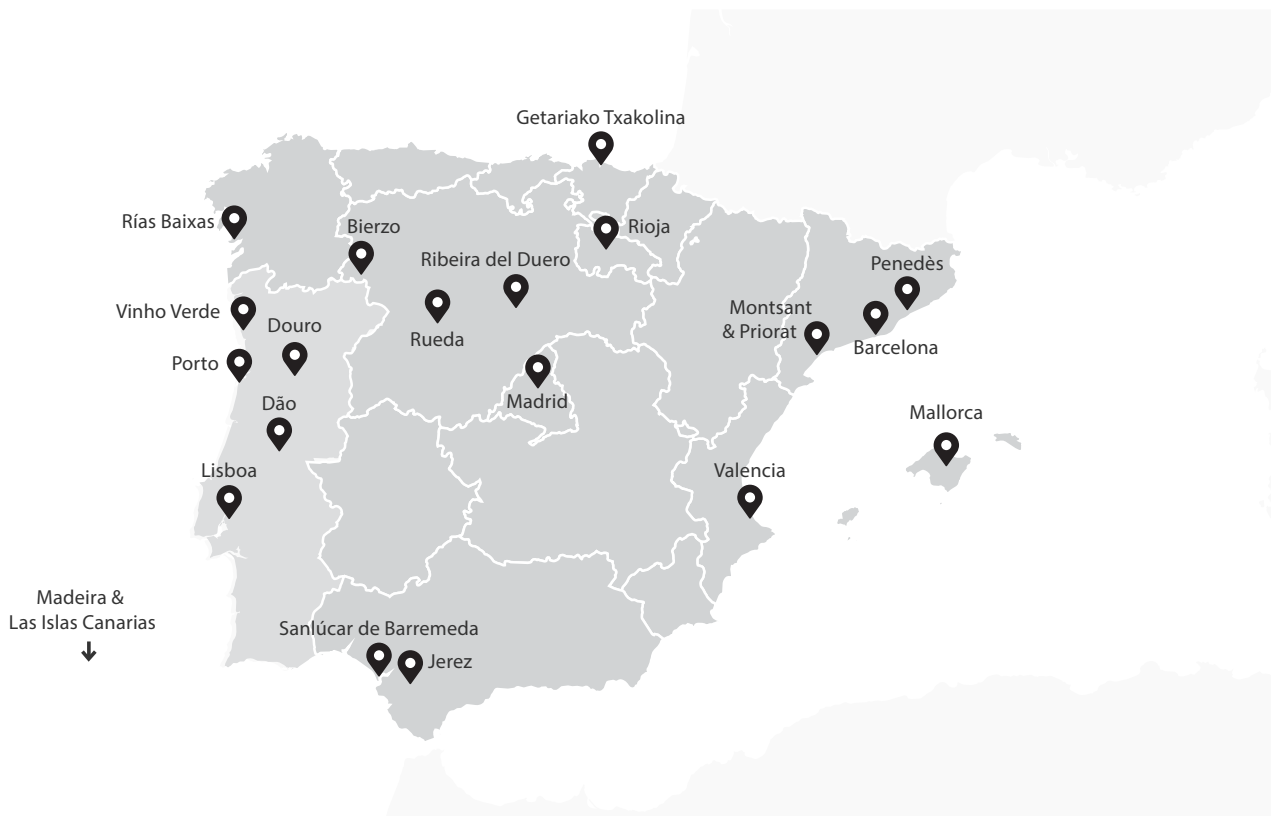 Getariako Txakolina
Rías Baixas
Bierzo
Rioja
Ribeira del Duero
Penedès
Vinho Verde
Douro
Rueda
Montsant
& Priorat
Barcelona
Porto
Dão
Madrid
Mallorca
Lisboa
Valencia
Madeira &
Las Islas Canarias
Sanlúcar de Barremeda
Jerez